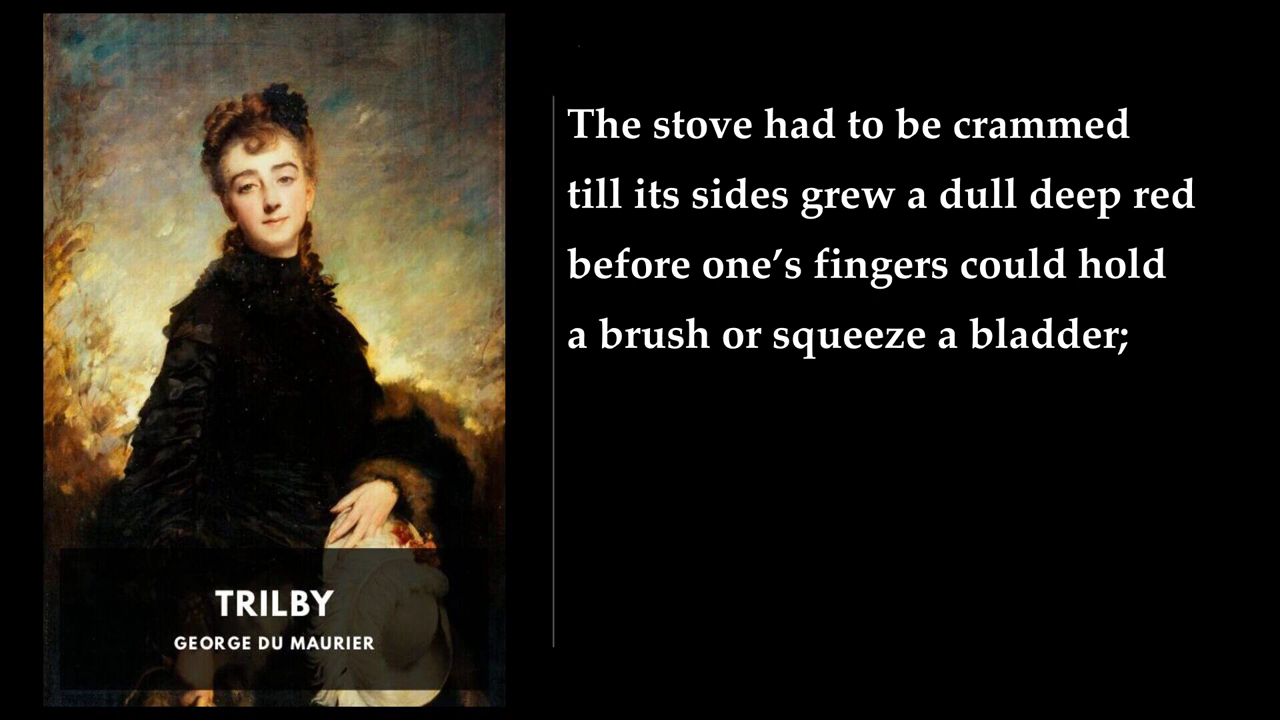 The stove had to be crammed
till its sides grew a dull deep red
before one’s fingers could hold
a brush or squeeze a bladder;
TRILBY
GEORGE DU MAURIER